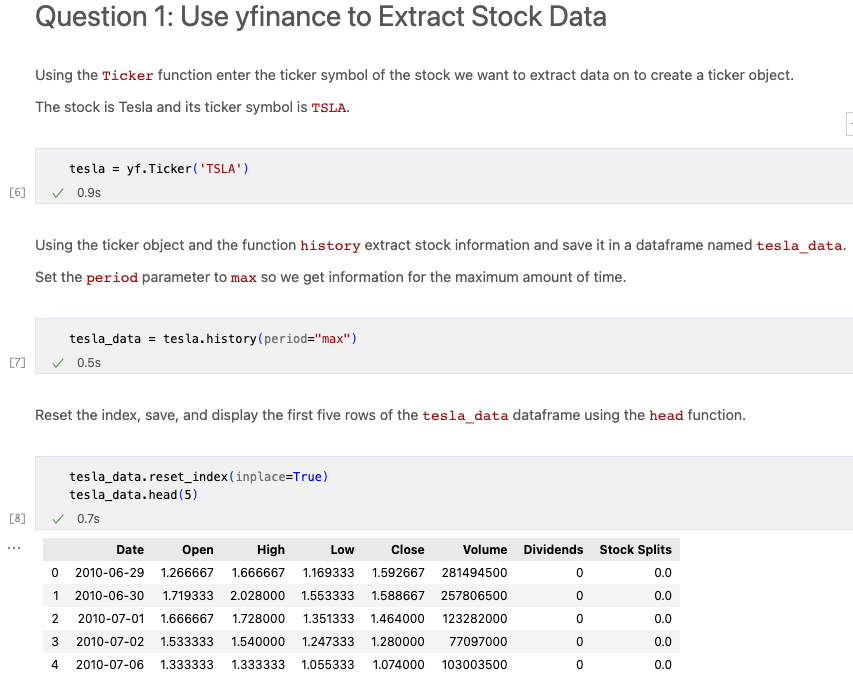 Question 1: Use yfinance to Extract Stock Data
Using the Ticker function enter the ticker symbol of the stock we want to extract data on to create a ticker object.
The stock is Tesla and its ticker symbol is TSLA.
tesla = yf.Ticker('TSLA')
[6] ✓ 0.9s
Using the ticker object and the function history extract stock information and save it in a dataframe named tesla_data.
Set the period parameter to max so we get information for the maximum amount of time.
tesla_data = tesla.history(period="max")
[7] ✓ 0.5s
Reset the index, save, and display the first five rows of the tesla_data dataframe using the head function.
tesla_data.reset_index(inplace=True)
tesla_data.head(5)
[8] ✓ 0.7s
... Date Open High Low Close Volume Dividends Stock Splits
0 2010-06-29 1.266667 1.666667 1.169333 1.592667 281494500 0 0.0
1 2010-06-30 1.719333 2.028000 1.553333 1.588667 257806500 0 0.0
2 2010-07-01 1.666667 1.728000 1.351333 1.464000 123282000 0 0.0
3 2010-07-02 1.533333 1.540000 1.247333 1.280000 77097000 0 0.0
4 2010-07-06 1.333333 1.333333 1.055333 1.074000 103003500 0 0.0